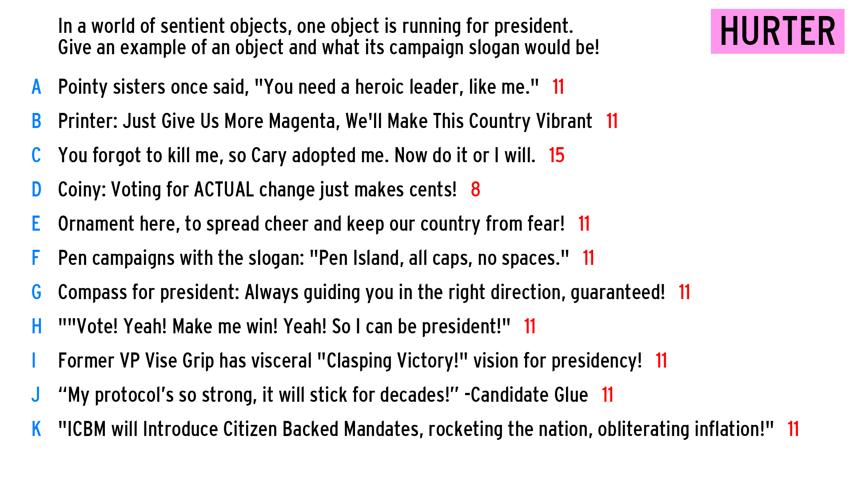 In a world of sentient objects, one object is running for president.
Give an example of an object and what its campaign slogan would be!
HURTER
A Pointy sisters once said, "You need a heroic leader, like me." 11
B Printer: Just Give Us More Magenta, We'll Make This Country Vibrant 11
C You forgot to kill me, so Cary adopted me. Now do it or I will. 15
D Coiny: Voting for ACTUAL change just makes cents! 8
E Ornament here, to spread cheer and keep our country from fear! 11
F Pen campaigns with the slogan: "Pen Island, all caps, no spaces." 11
G Compass for president: Always guiding you in the right direction, guaranteed! 11
H ""Vote! Yeah! Make me win! Yeah! So I can be president!" 11
I Former VP Vise Grip has visceral "Clasping Victory!" vision for presidency! 11
J “My protocol’s so strong, it will stick for decades!” -Candidate Glue 11
K "ICBM will Introduce Citizen Backed Mandates, rocketing the nation, obliterating inflation!" 11